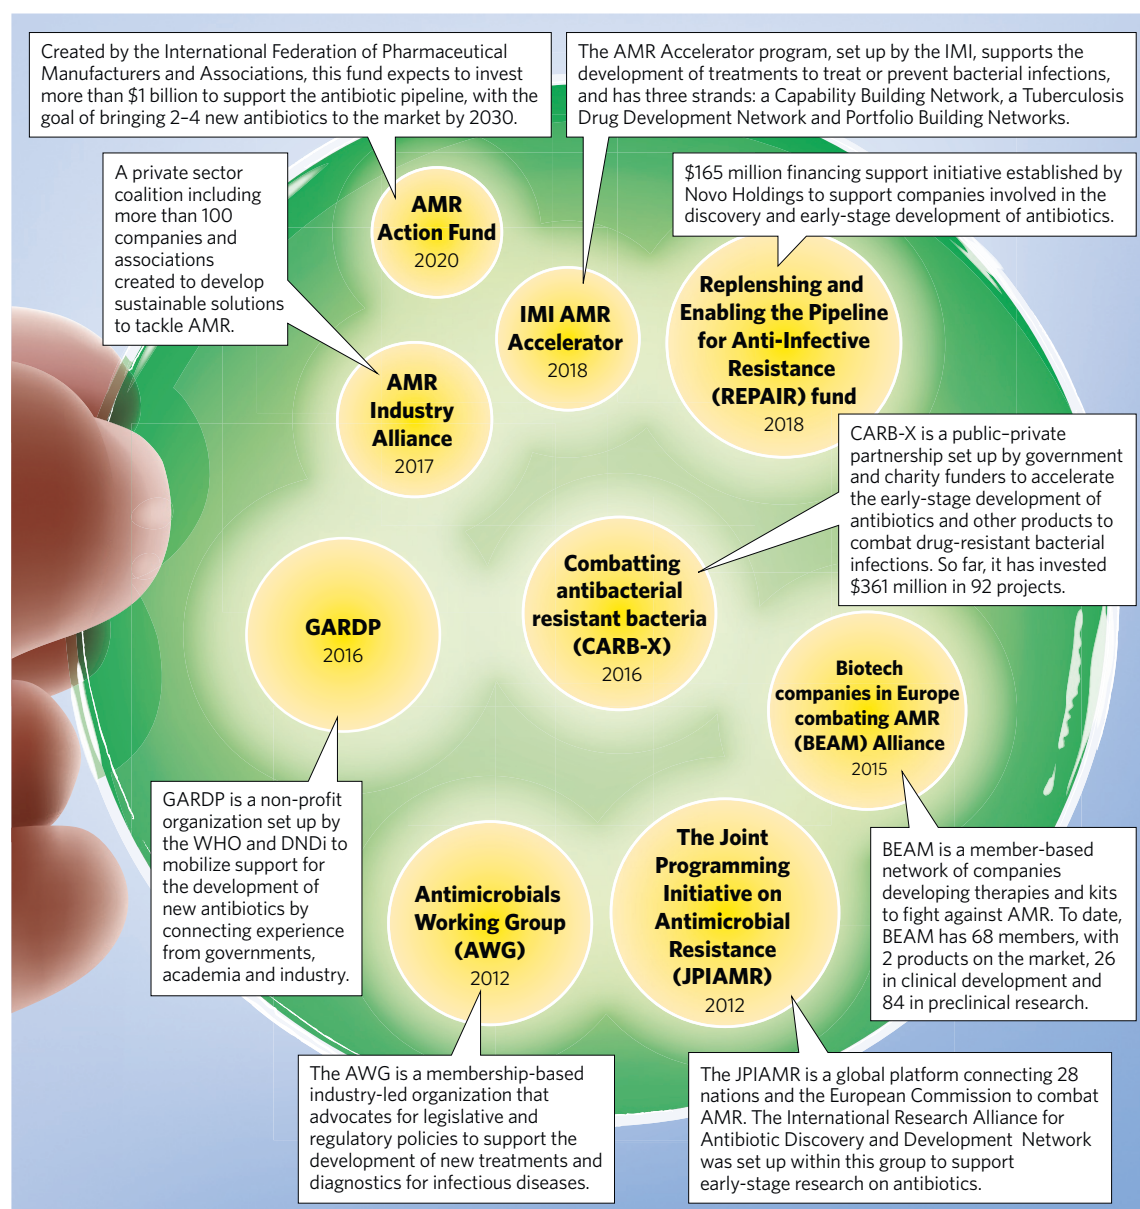 Created by the International Federation of Pharmaceutical
Manufacturers and Associations, this fund expects to invest
more than $1 billion to support the antibiotic pipeline, with the
goal of bringing 2–4 new antibiotics to the market by 2030.
The AMR Accelerator program, set up by the IMI, supports the
development of treatments to treat or prevent bacterial infections,
and has three strands: a Capability Building Network, a Tuberculosis
Drug Development Network and Portfolio Building Networks.
A private sector
coalition including
more than 100
companies and
associations
created to develop
sustainable solutions
to tackle AMR.
AMR
Action Fund
2020
$165 million financing support initiative established by
Novo Holdings to support companies involved in the
discovery and early-stage development of antibiotics.
IMI AMR
Accelerator
2018
Replenshing and
Enabling the Pipeline
for Anti-Infective
Resistance
(REPAIR) fund
2018
AMR
Industry
Alliance
2017
CARB-X is a public–private
partnership set up by government
and charity funders to accelerate
the early-stage development of
antibiotics and other products to
combat drug-resistant bacterial
infections. So far, it has invested
$361 million in 92 projects.
GARDP
2016
Combatting
antibacterial
resistant bacteria
(CARB-X)
2016
Biotech
companies in Europe
combating AMR
(BEAM) Alliance
2015
GARDP is a non-profit
organization set up by
the WHO and DNDi to
mobilize support for
the development of
new antibiotics by
connecting experience
from governments,
academia and industry.
Antimicrobials
Working Group
(AWG)
2012
The Joint
Programming
Initiative on
Antimicrobial
Resistance
(JPIAMR)
2012
BEAM is a member-based
network of companies
developing therapies and kits
to fight against AMR. To date,
BEAM has 68 members, with
2 products on the market, 26
in clinical development and
84 in preclinical research.
The AWG is a membership-based
industry-led organization that
advocates for legislative and
regulatory policies to support the
development of new treatments and
diagnostics for infectious diseases.
The JPIAMR is a global platform connecting 28
nations and the European Commission to combat
AMR. The International Research Alliance for
Antibiotic Discovery and Development Network
was set up within this group to support
early-stage research on antibiotics.